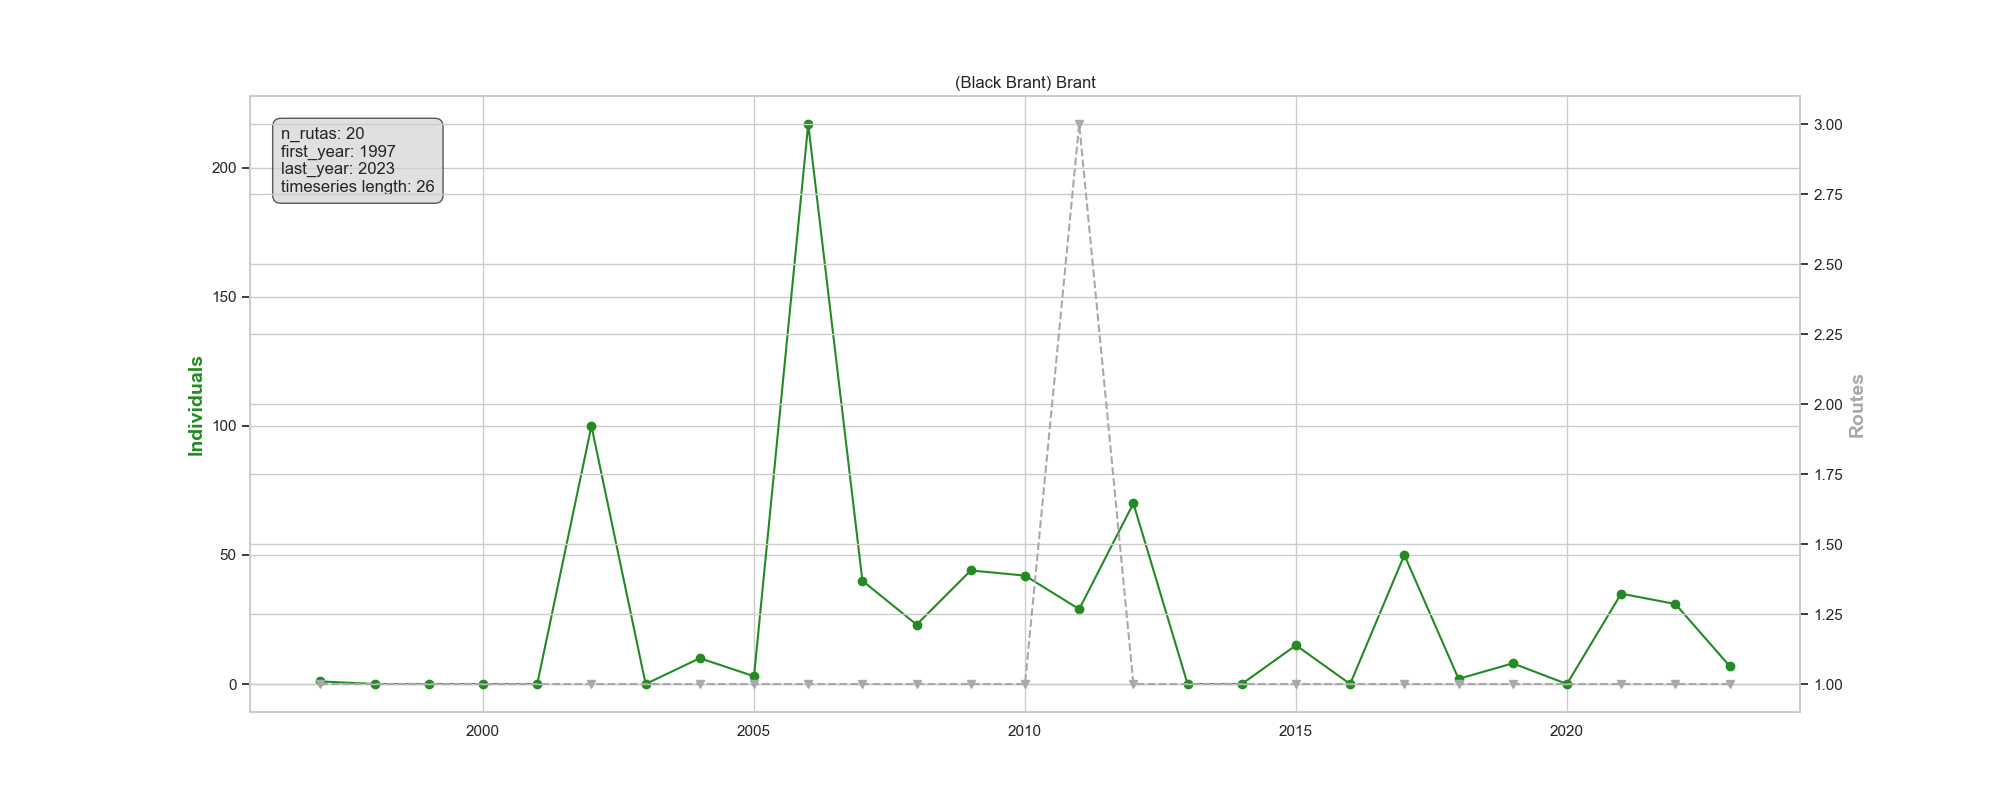 (Black Brant) Brant
n_rutas: 20
first_year: 1997
last_year: 2023
timeseries length: 26
200
150
100
50
0
Individuals
3.00
2.75
2.50
2.25
2.00
1.75
1.50
1.25
1.00
Routes
2000
2005
2010
2015
2020